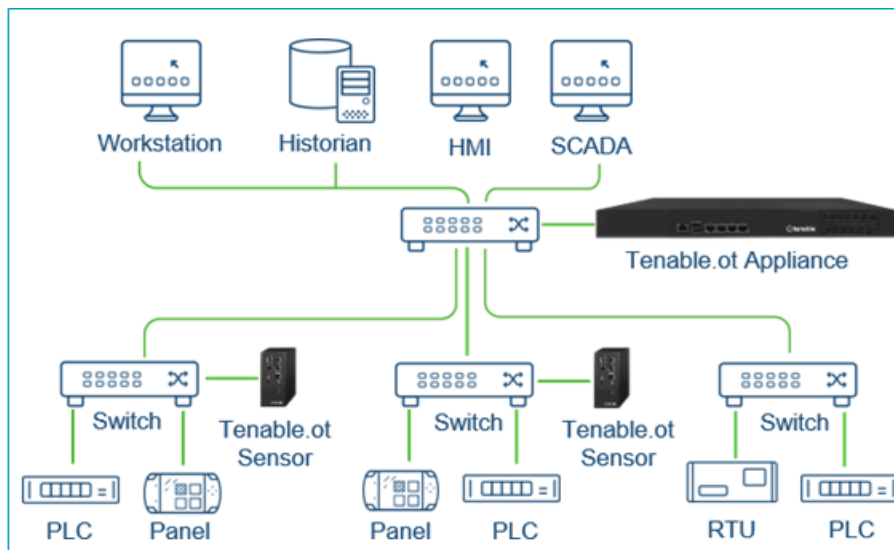 Workstation
Historian
HMI
SCADA
tenable
Tenable.ot Appliance
Switch
Tenable.ot
Sensor
Switch
Tenable.ot
Sensor
Switch
PLC
Panel
Panel
PLC
RTU
PLC